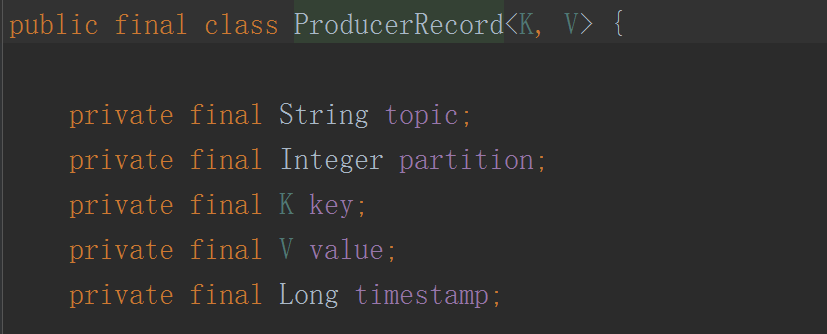 public final class ProducerRecord<K, V> {
private final String topic;
private final Integer partition;
private final K key;
private final V value;
private final Long timestamp;